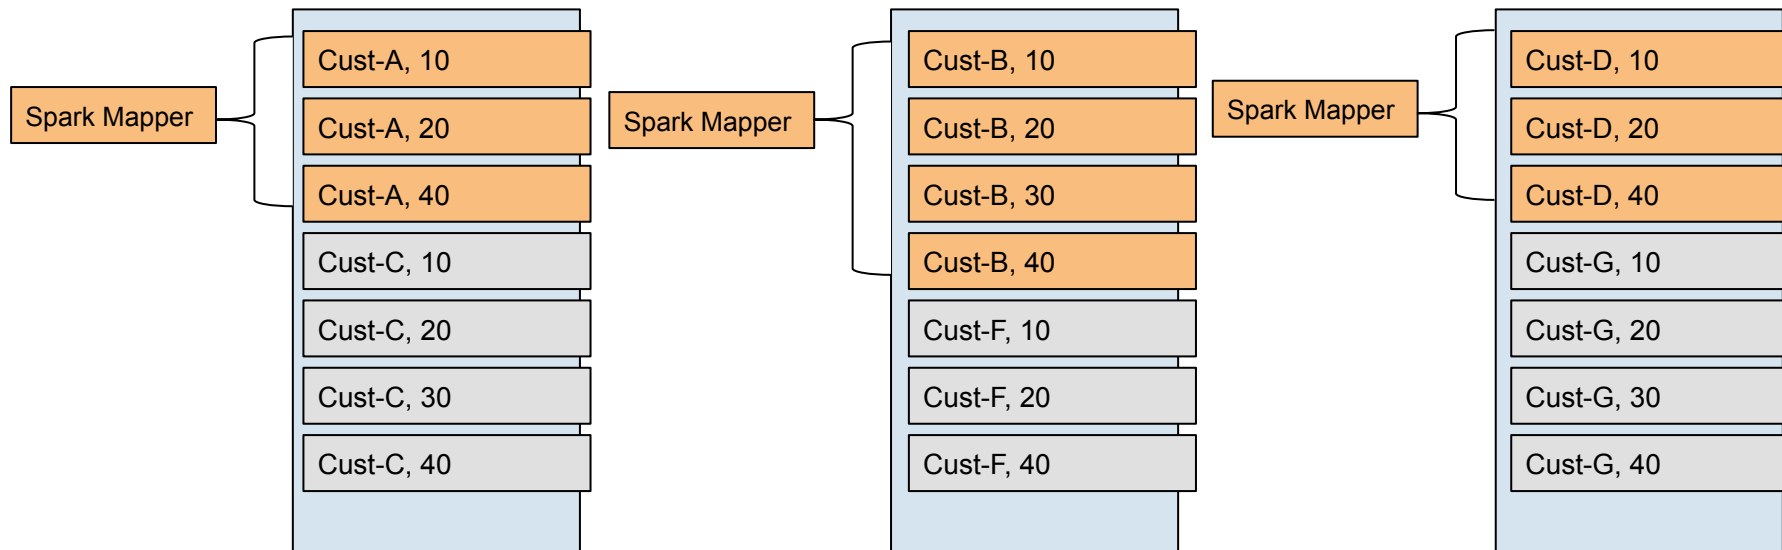 Spark Mapper
Cust-A, 10
Cust-A, 20
Cust-A, 40
Cust-C, 10
Cust-C, 20
Cust-C, 30
Cust-C, 40
Spark Mapper
Cust-B, 10
Cust-B, 20
Cust-B, 30
Cust-B, 40
Cust-F, 10
Cust-F, 20
Cust-F, 40
Spark Mapper
Cust-D, 10
Cust-D, 20
Cust-D, 40
Cust-G, 10
Cust-G, 20
Cust-G, 30
Cust-G, 40